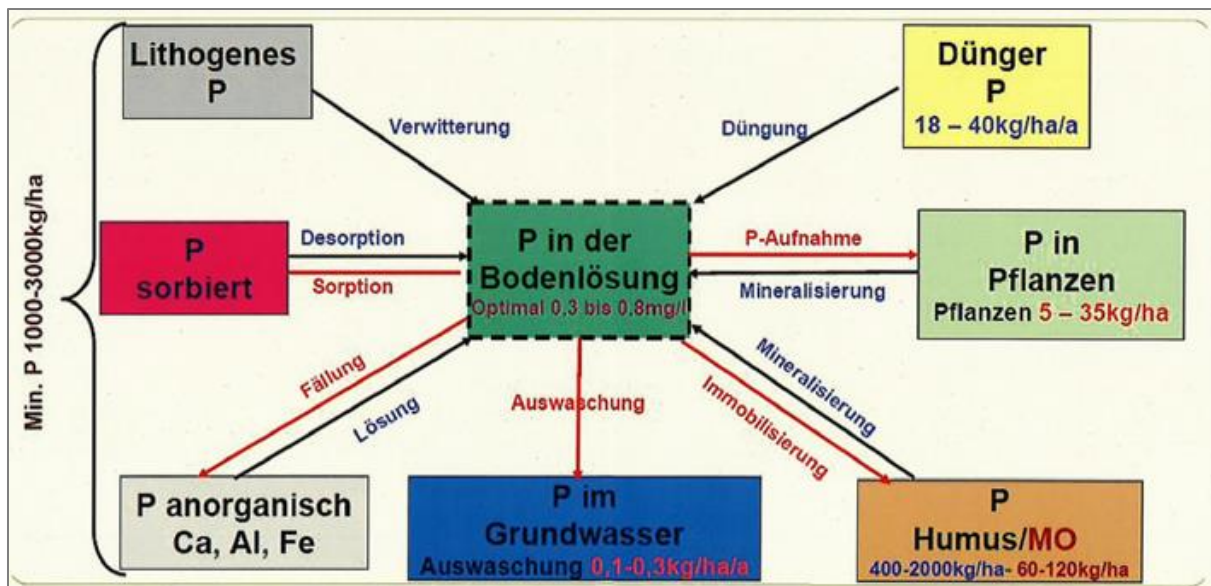 Lithogenes
P
Dünger
P
18 – 40kg/ha/a
Verwitterung
Düngung
Min. P 1000-3000kg/ha
P
sorbiert
Desorption
Sorption
P in der
Bodenlösung
Optimal 0,3 bis 0,8mg/l
P-Aufnahme
Mineralisierung
P in
Pflanzen
Pflanzen 5 – 35kg/ha
Fällung
Lösung
Auswaschung
Mineralisierung
Immobilisierung
P anorganisch
Ca, Al, Fe
P im
Grundwasser
Auswaschung 0,1-0,3kg/ha/a
P
Humus/MO
400-2000kg/ha- 60-120kg/ha